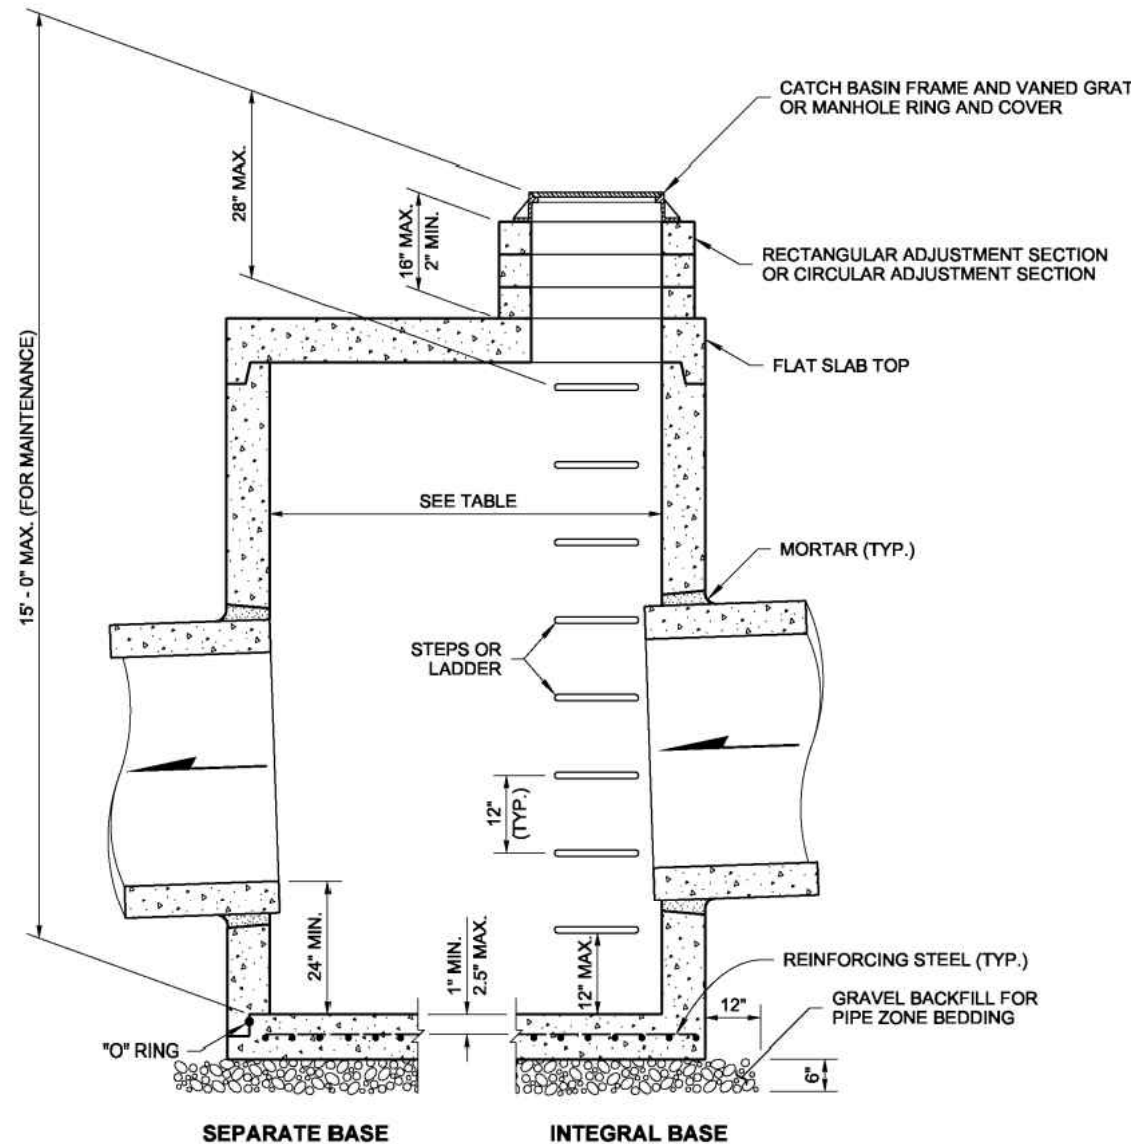 CATCH BASIN FRAME AND VANED GRAT
OR MANHOLE RING AND COVER
28" MAX.
16" MAX.
2" MIN.
RECTANGULAR ADJUSTMENT SECTION
OR CIRCULAR ADJUSTMENT SECTION
FLAT SLAB TOP
15' - 0" MAX. (FOR MAINTENANCE)
SEE TABLE
MORTAR (TYP.)
STEPS OR
LADDER
12"
(TYP.)
24" MIN.
1" MIN
2.5" MAX.
12" MAX.
REINFORCING STEEL (TYP.)
12"
GRAVEL BACKFILL FOR
PIPE ZONE BEDDING
"O" RING
6"
SEPARATE BASE
INTEGRAL BASE